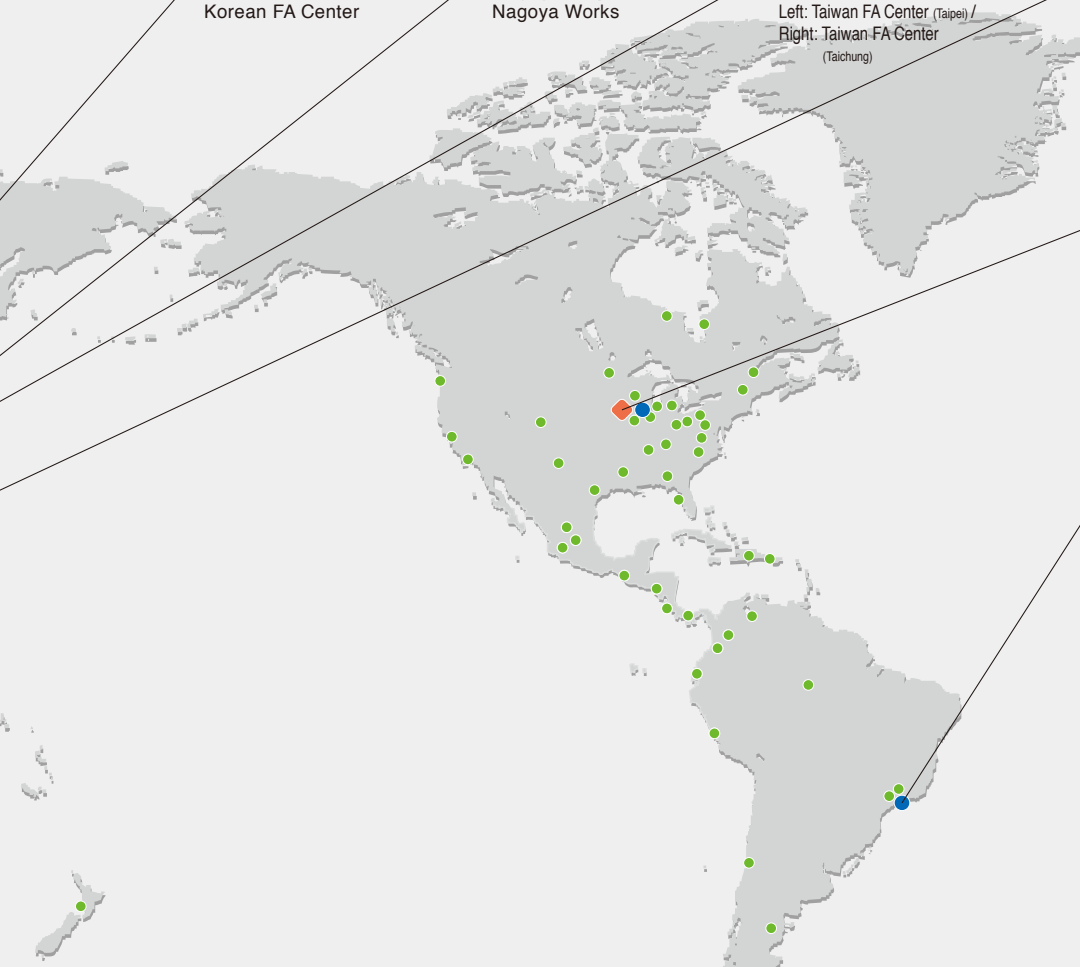 Korean FA Center
Nagoya Works
Left: Taiwan FA Center (Taipei) /
Right: Taiwan FA Center
(Taichung)